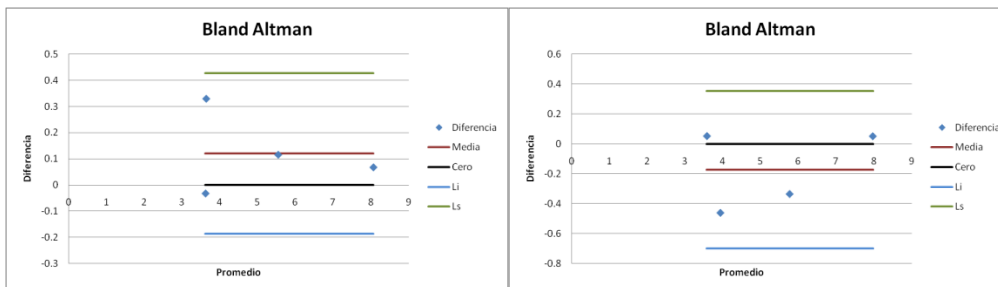 Bland Altman
0.5
0.4
0.3
0.2
0.1
0
-0.1
-0.2
-0.3
0 1 2 3 4 5 6 7 8 9
Diferencia
Promedio
Diferencia
Media
Cero
Li
Ls
Bland Altman
0.6
0.4
0.2
0
-0.2
-0.4
-0.6
-0.8
0 1 2 3 4 5 6 7 8 9
Diferencia
Promedio
Diferencia
Media
Cero
Li
Ls